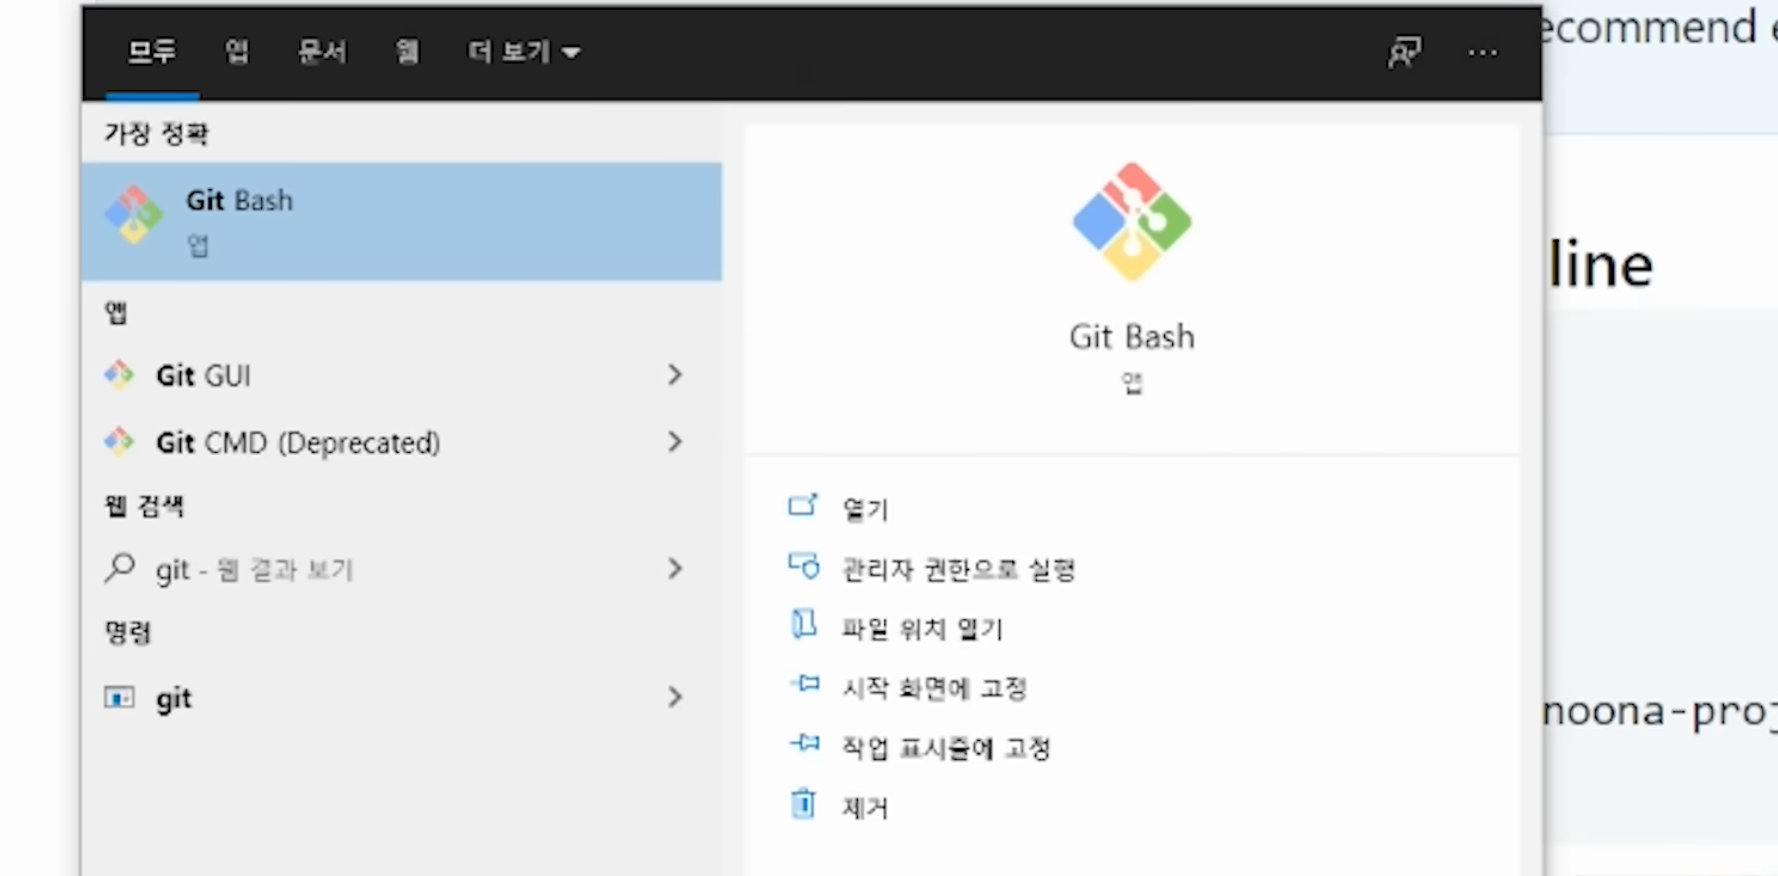 모두 앱 문서 웹 더 보기
가장 정확
Git Bash
앱
앱
Git GUI
Git CMD (Deprecated)
웹 검색
git - 웹 결과 보기
명령
git
Git Bash
앱
열기
관리자 권한으로 실행
파일 위치 열기
시작 화면에 고정
작업 표시줄에 고정
제거
ecommend e
line
noona-proj